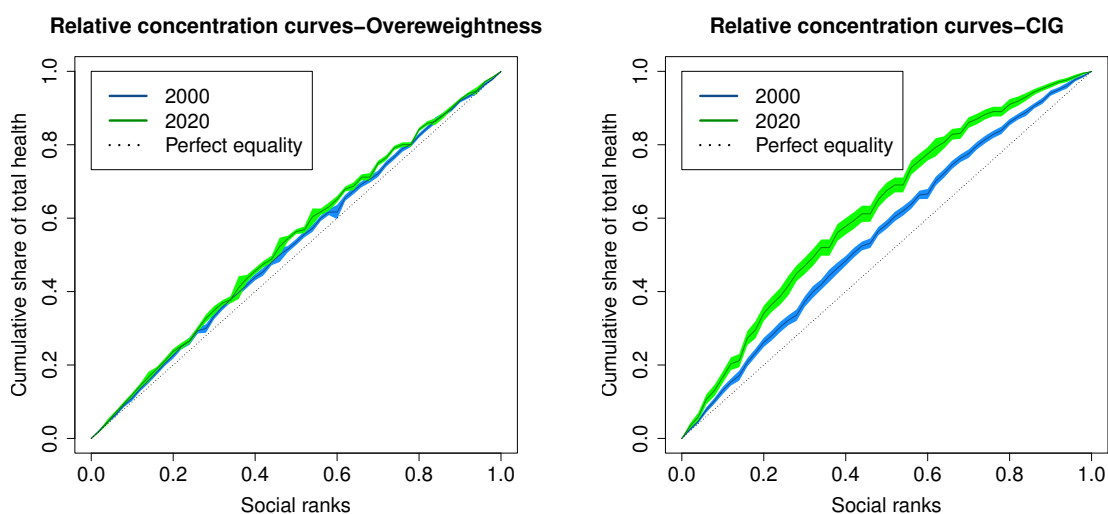 Relative concentration curves−Overeweightness
2000
2020
Perfect equality
Cumulative share of total health
0.0
0.2
0.4
0.6
0.8
1.0
0.0 0.2 0.4 0.6 0.8 1.0
Social ranks
Relative concentration curves−CIG
2000
2020
Perfect equality
Cumulative share of total health
0.0
0.2
0.4
0.6
0.8
1.0
0.0 0.2 0.4 0.6 0.8 1.0
Social ranks